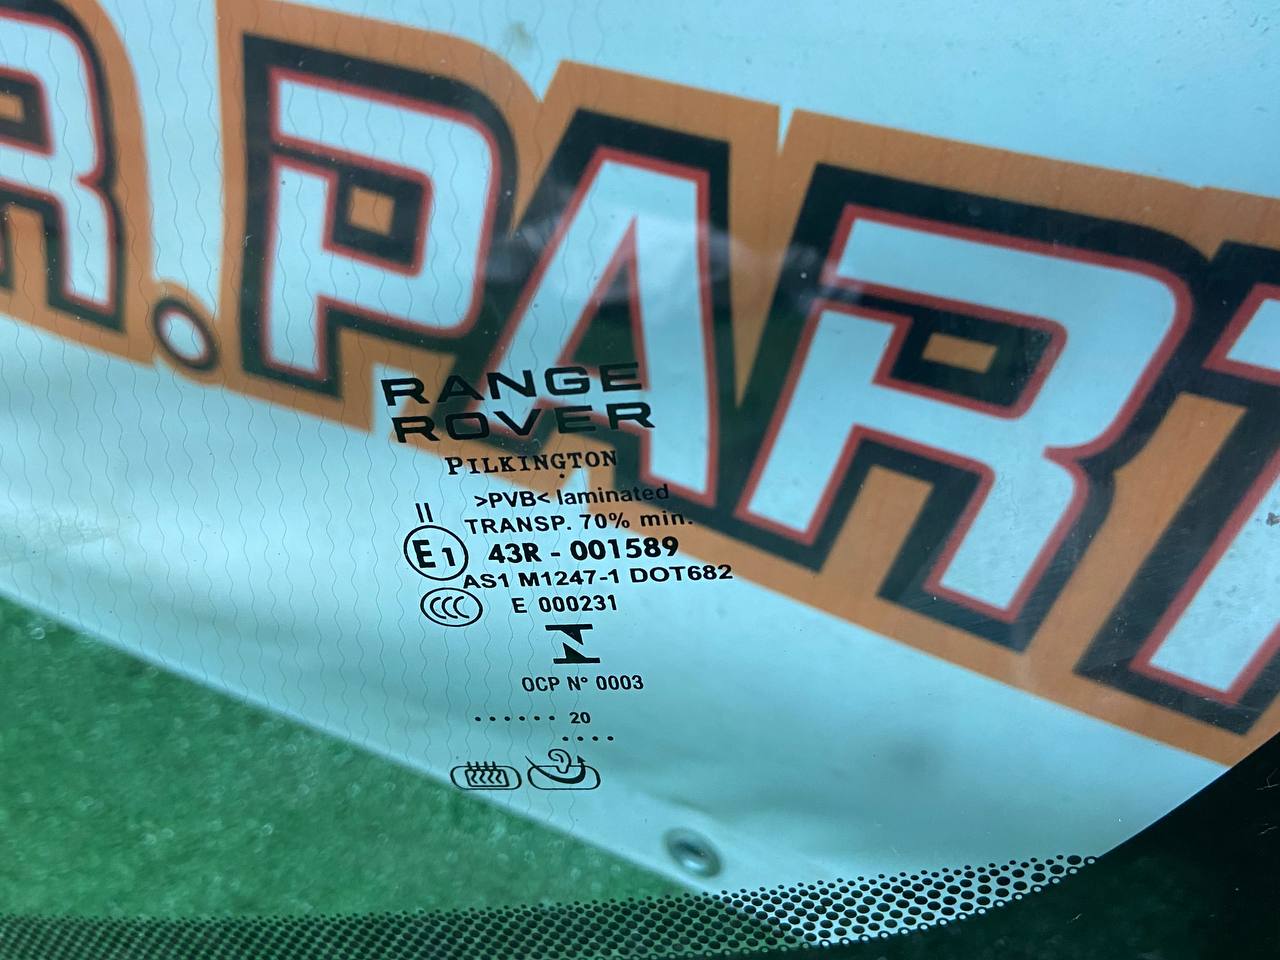 R.PART
RANGE
ROVER
PILKINGTON
>PVB< laminated
II
TRANSP. 70% min.
E1 43R - 001589
AS1 M1247-1 DOT682
CCC E 000231
OCP N° 0003
. . . . . . . 20
. . . .